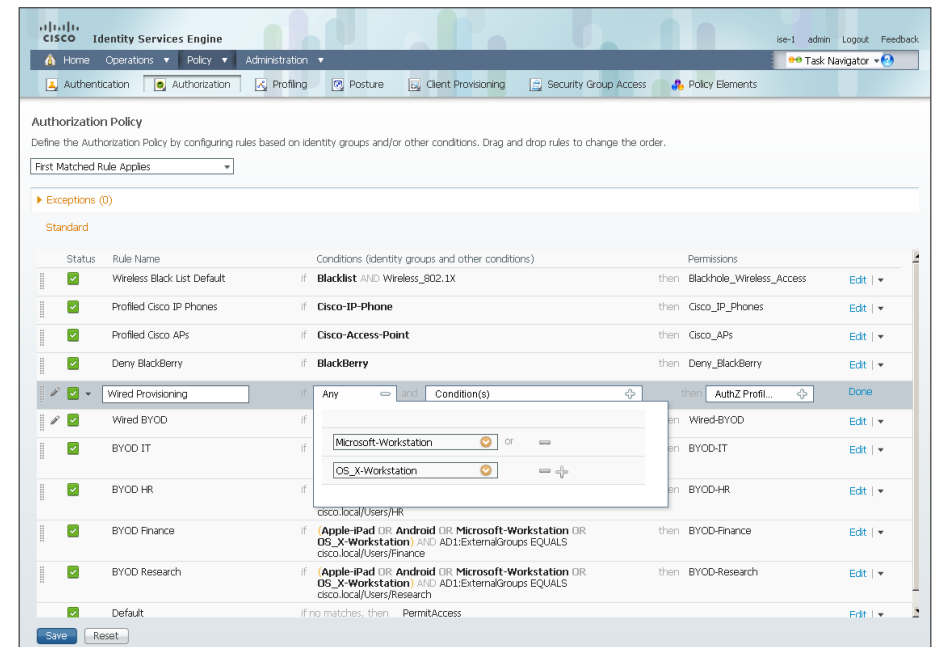 CISCO Identity Services Engine
ise-1 admin Logout Feedback
Home Operations Policy Administration
Task Navigator
Authentication Authorization Profiling Posture Client Provisioning Security Group Access Policy Elements
Authorization Policy
Define the Authorization Policy by configuring rules based on identity groups and/or other conditions. Drag and drop rules to change the order.
First Matched Rule Applies
Exceptions (0)
Standard
Status Rule Name Conditions (identity groups and other conditions) Permissions
Wireless Black List Default if Blacklist AND Wireless_802.1X then Blackhole_Wireless_Access Edit |
Profiled Cisco IP Phones if Cisco-IP-Phone then Cisco_IP_Phones Edit |
Profiled Cisco APs if Cisco-Access-Point then Cisco_APs Edit |
Deny BlackBerry if BlackBerry then Deny_BlackBerry Edit |
Wired Provisioning if Any and Condition(s) then AuthZ Profil... Done
Wired BYOD if en Wired-BYOD Edit |
Microsoft-Workstation or
BYOD IT if en BYOD-IT Edit |
OS_X-Workstation
BYOD HR if en BYOD-HR Edit |
cisco.local/Users/HR
BYOD Finance if (Apple-iPad OR Android OR Microsoft-Workstation OR then BYOD-Finance Edit |
OS_X-Workstation) AND AD1:ExternalGroups EQUALS
cisco.local/Users/Finance
BYOD Research if (Apple-iPad OR Android OR Microsoft-Workstation OR then BYOD-Research Edit |
OS_X-Workstation) AND AD1:ExternalGroups EQUALS
cisco.local/Users/Research
Default if no matches, then PermitAccess Edit |
Save Reset